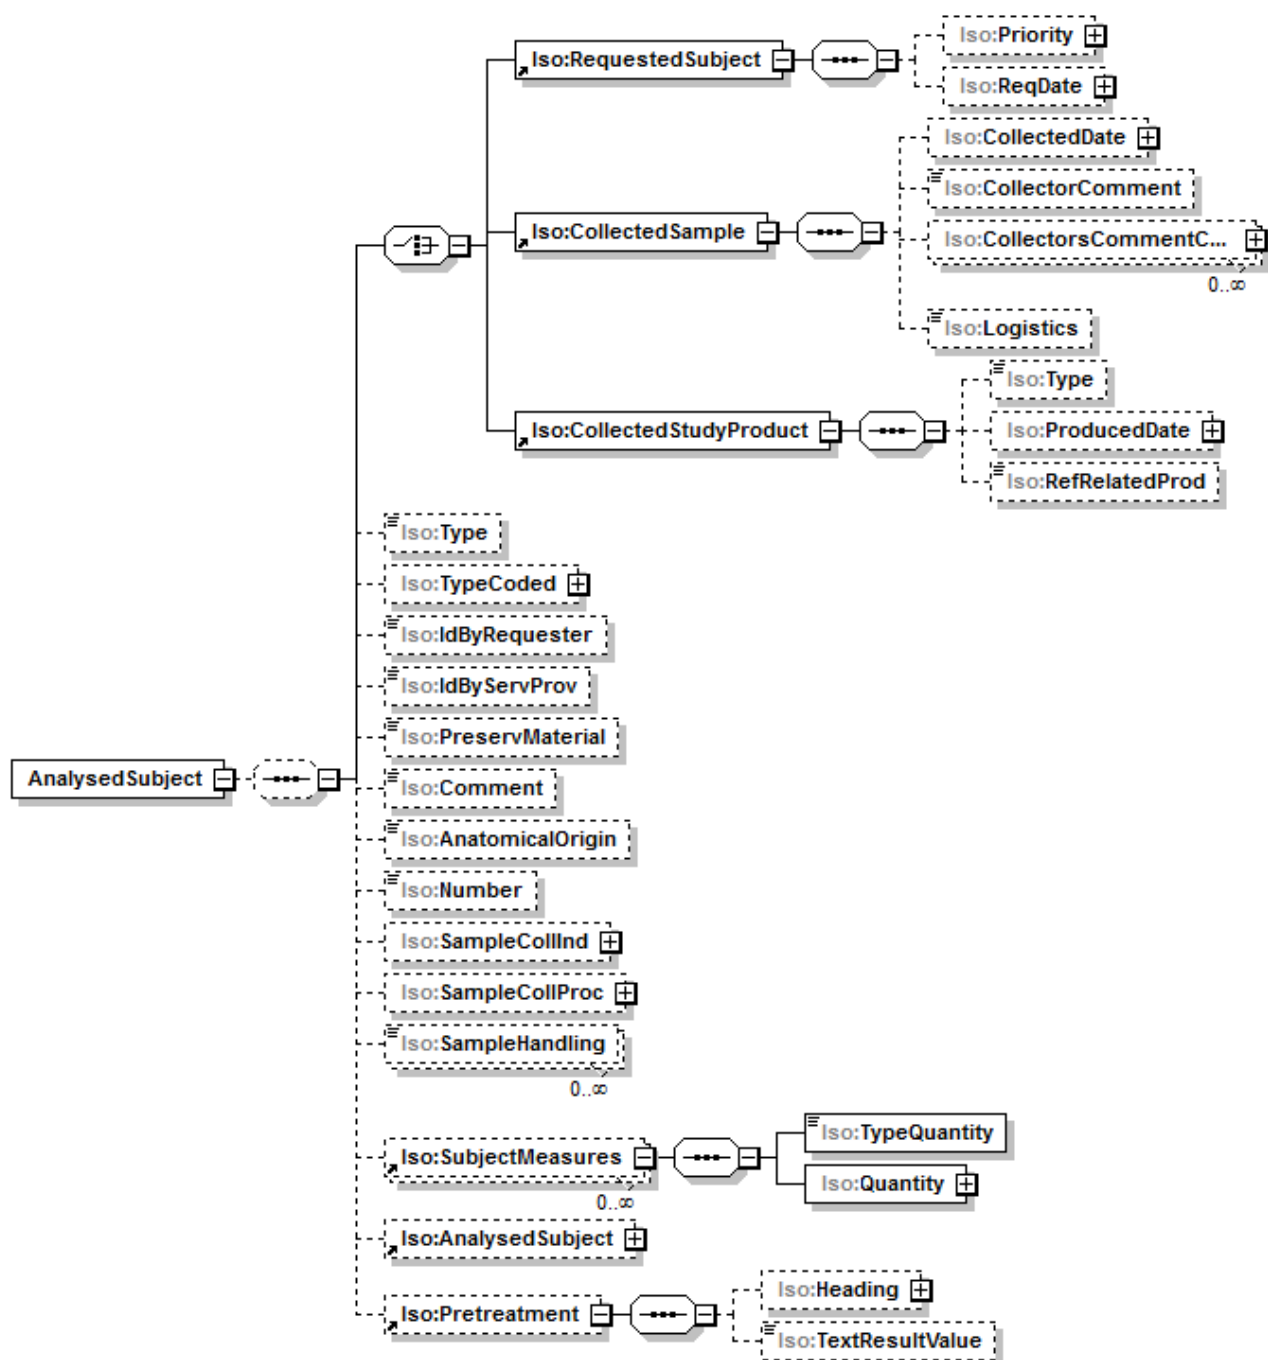 Iso:Priority
Iso:RequestedSubject
Iso:ReqDate
Iso:CollectedDate
Iso:CollectorComment
Iso:CollectedSample
Iso:CollectorsCommentC...
0..∞
Iso:Logistics
Iso:Type
Iso:CollectedStudyProduct
Iso:ProducedDate
Iso:RefRelatedProd
Iso:Type
Iso:TypeCoded
Iso:IdByRequester
Iso:IdByServProv
Iso:PreservMaterial
AnalysedSubject
Iso:Comment
Iso:AnatomicalOrigin
Iso:Number
Iso:SampleCollInd
Iso:SampleCollProc
Iso:SampleHandling
0..∞
Iso:TypeQuantity
Iso:SubjectMeasures
Iso:Quantity
0..∞
Iso:AnalysedSubject
Iso:Heading
Iso:Pretreatment
Iso:TextResultValue